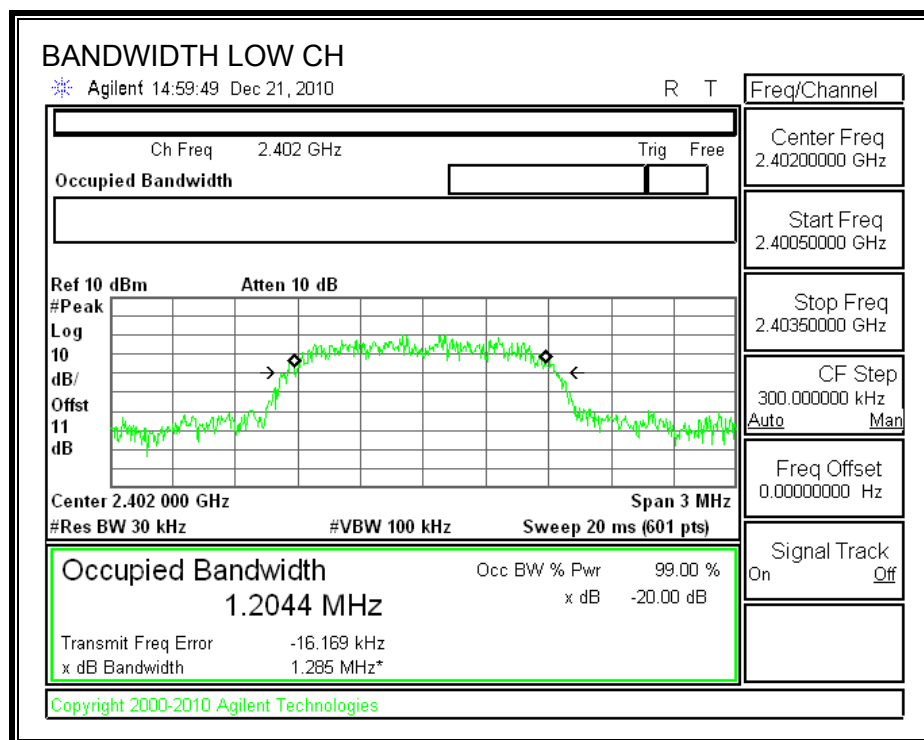 BANDWIDTH LOW CH
Agilent 14:59:49 Dec 21, 2010 R T
Freq/Channel
Ch Freq 2.402 GHz Trig Free
Occupied Bandwidth
Center Freq
2.40200000 GHz
Start Freq
2.40050000 GHz
Stop Freq
2.40350000 GHz
CF Step
300.000000 kHz
Auto Man
Freq Offset
0.00000000 Hz
Signal Track
On Off
Ref 10 dBm Atten 10 dB
#Peak
Log
10
dB/
Offst
11
dB
Center 2.402 000 GHz Span 3 MHz
#Res BW 30 kHz #VBW 100 kHz Sweep 20 ms (601 pts)
Occupied Bandwidth
1.2044 MHz
Occ BW % Pwr 99.00 %
x dB -20.00 dB
Transmit Freq Error -16.169 kHz
x dB Bandwidth 1.285 MHz*
Copyright 2000-2010 Agilent Technologies